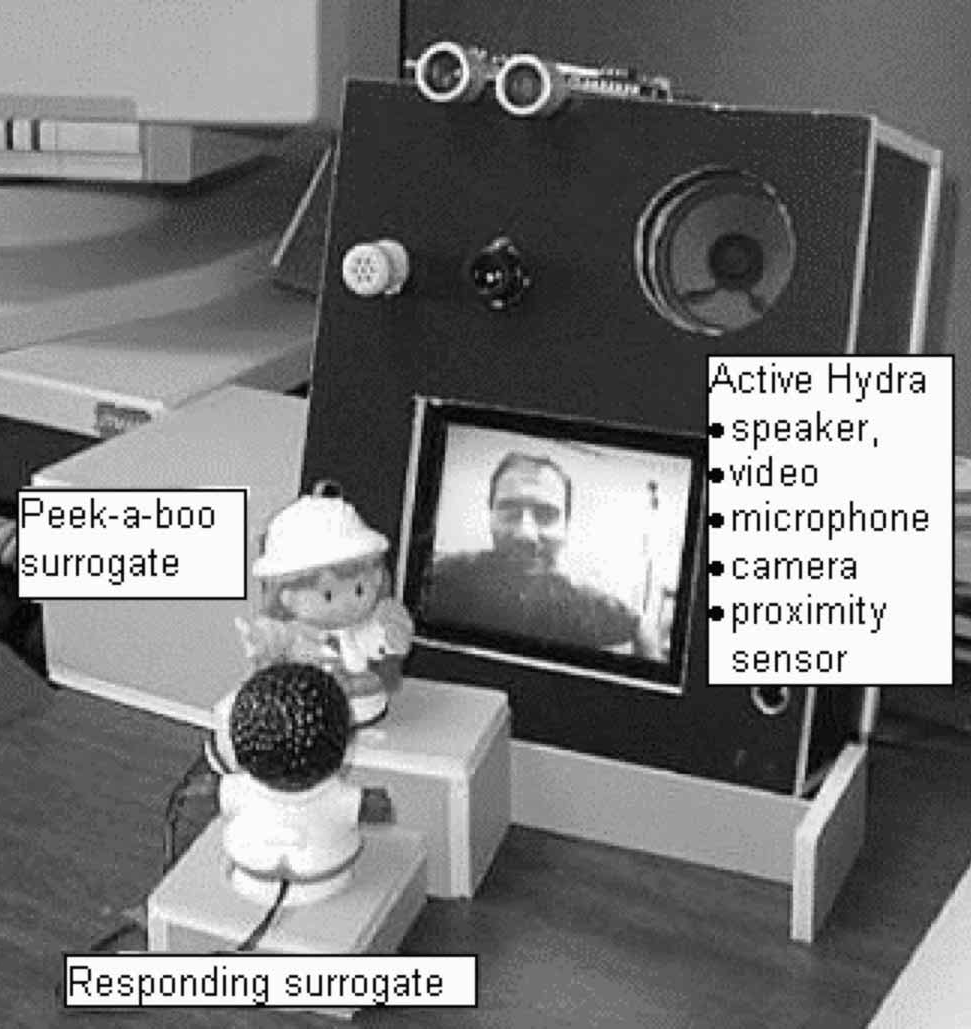 Active Hydra
•speaker,
•video
•microphone
•camera
•proximity
sensor
Peek-a-boo
surrogate
Responding surrogate